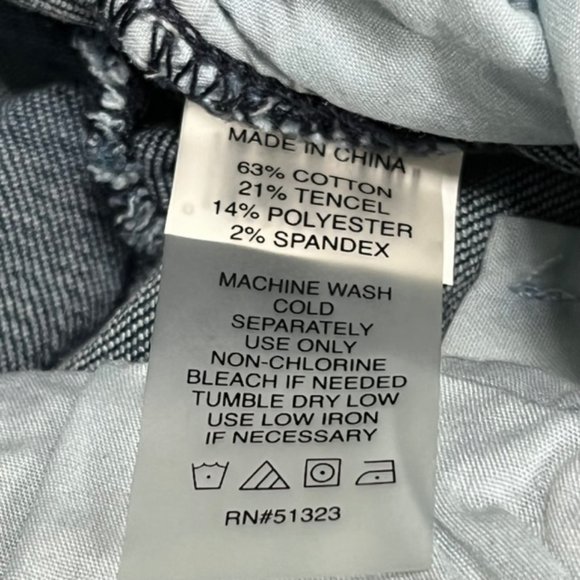 MADE IN CHINA
63% COTTON
21% TENCEL
14% POLYESTER
2% SPANDEX
MACHINE WASH
COLD
SEPARATELY
USE ONLY
NON-CHLORINE
BLEACH IF NEEDED
TUMBLE DRY LOW
USE LOW IRON
IF NECESSARY
RN#51323